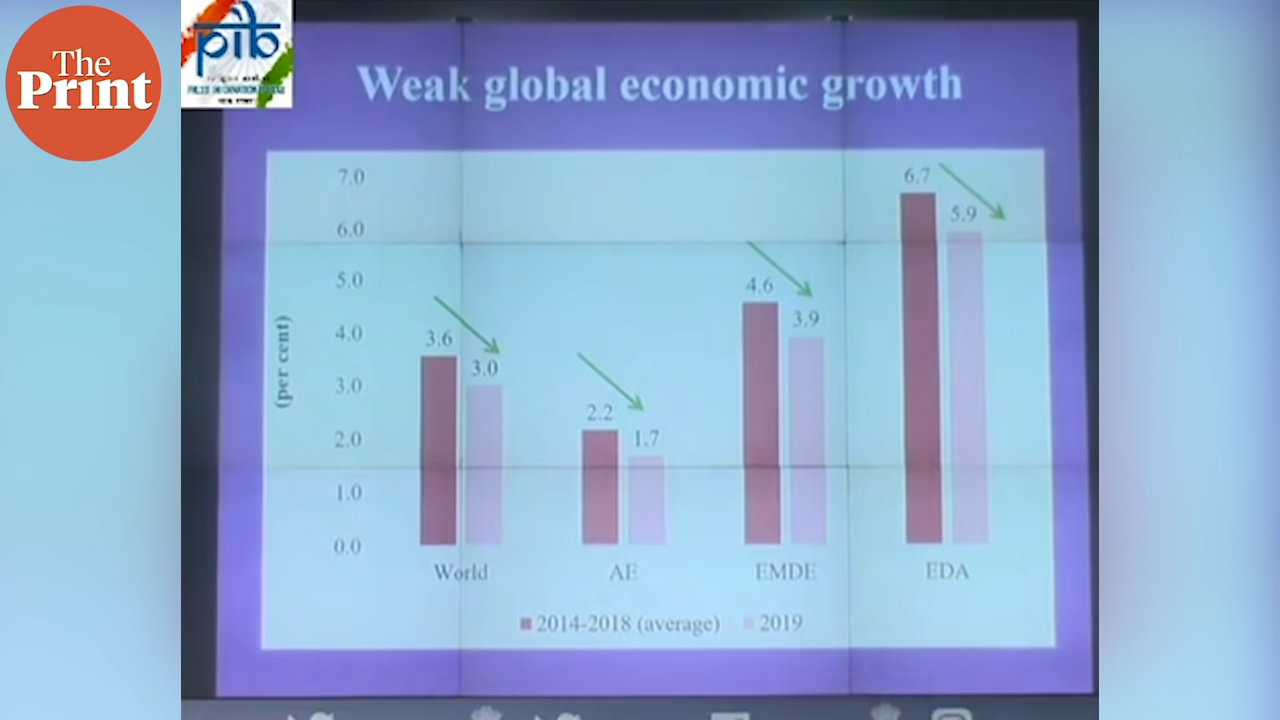 The
Print
pib
Weak global economic growth
7.0
6.0
5.0
4.0
3.0
2.0
1.0
0.0
(per cent)
3.6
3.0
2.2
1.7
4.6
3.9
6.7
5.9
World AE EMDE EDA
2014-2018 (average) 2019